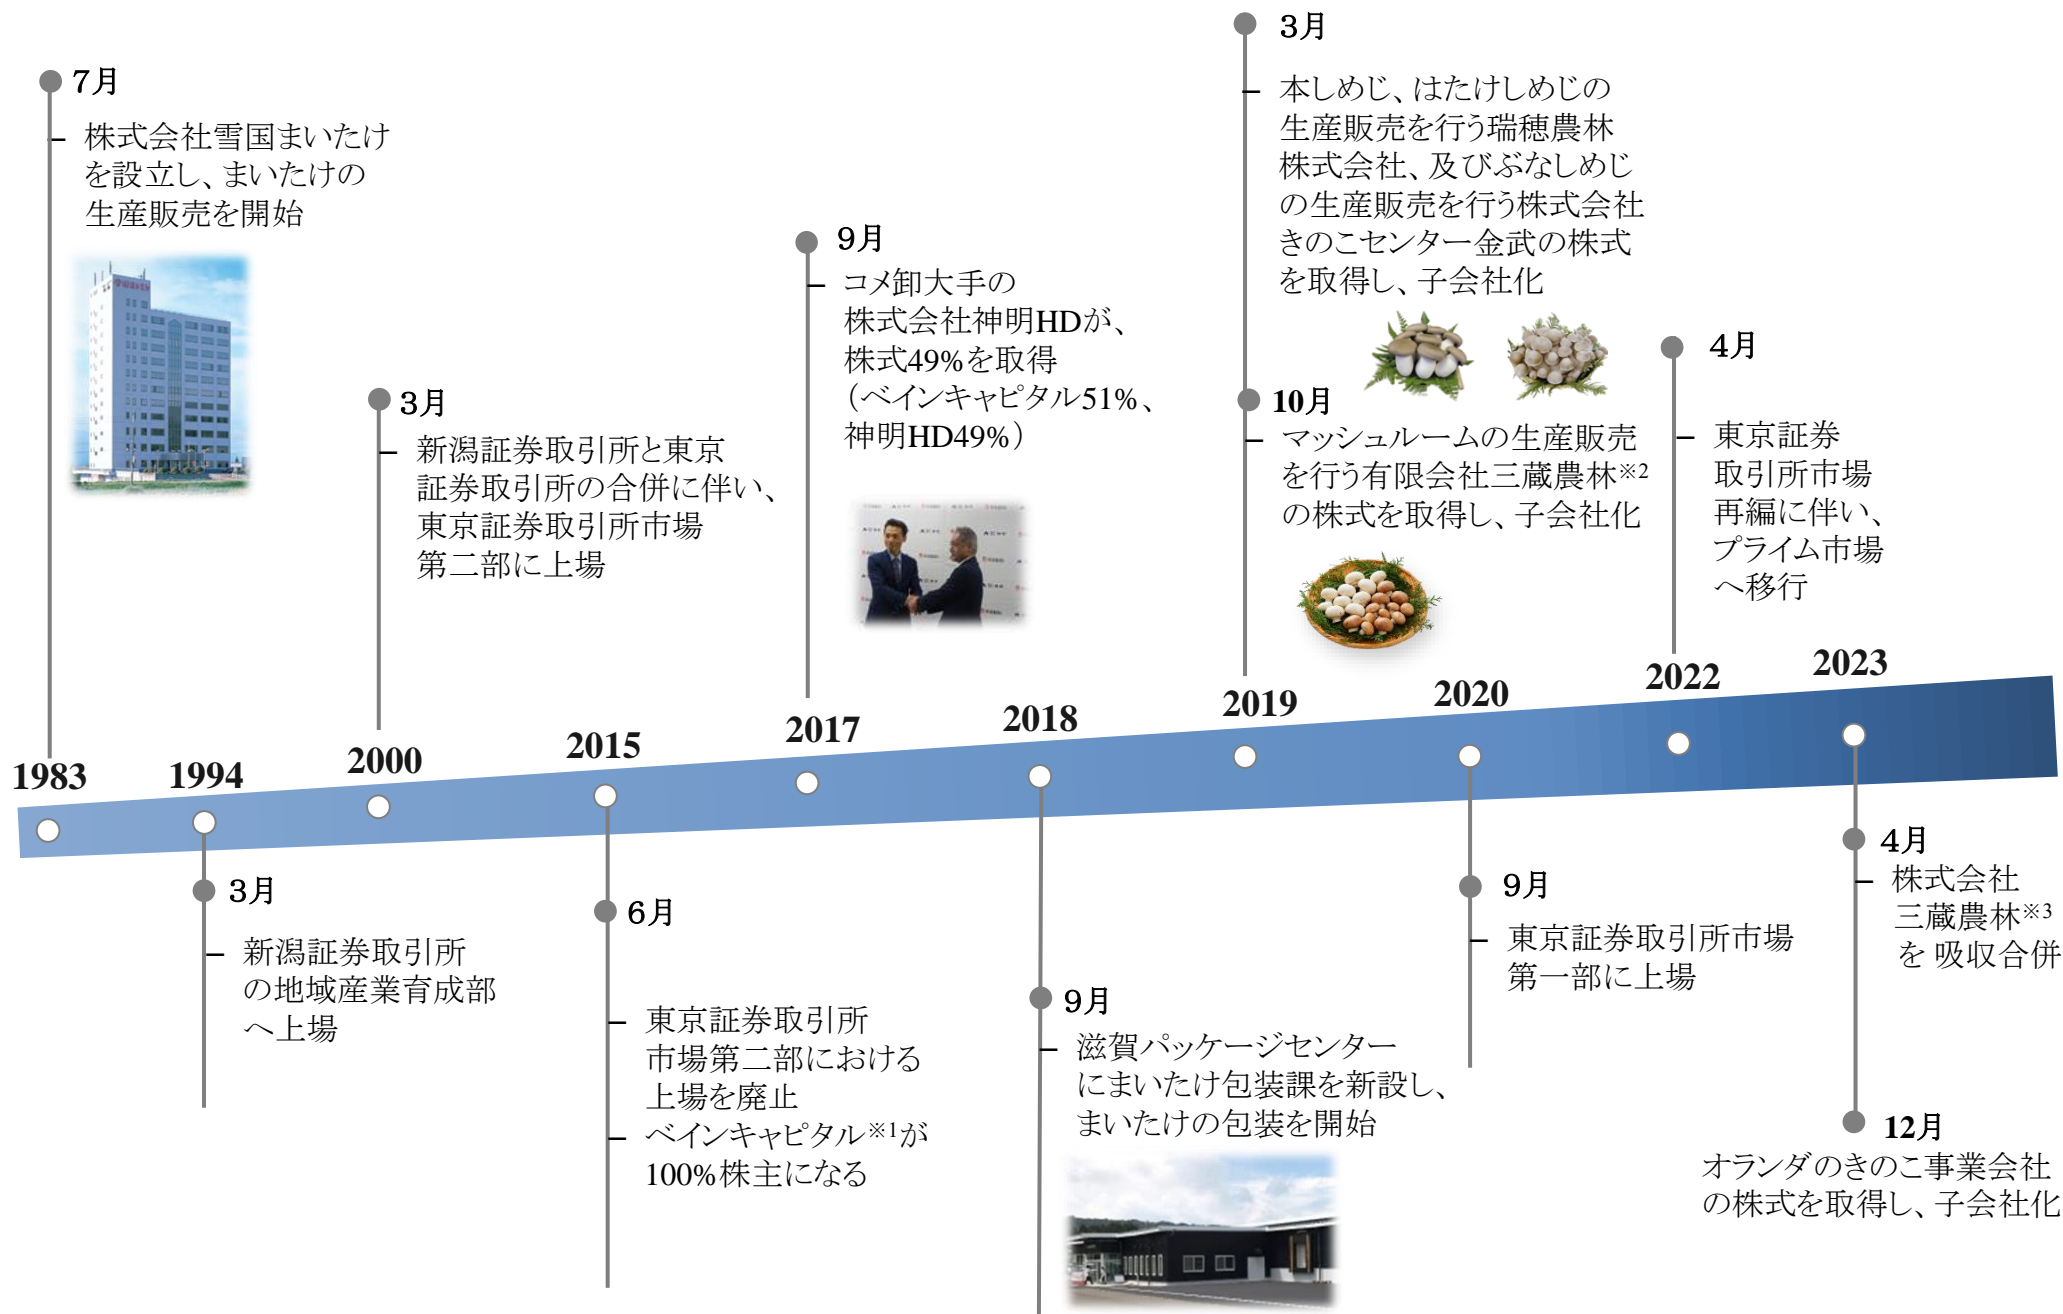 1983
7月
– 株式会社雪国まいたけ
を設立し、まいたけの
生産販売を開始
1994
3月
– 新潟証券取引所
の地域産業育成部
へ上場
2000
3月
– 新潟証券取引所と東京
証券取引所の合併に伴い、
東京証券取引所市場
第二部に上場
2015
6月
– 東京証券取引所
市場第二部における
上場を廃止
– ベインキャピタル※1が
100%株主になる
2017
9月
– コメ卸大手の
株式会社神明HDが、
株式49%を取得
（ベインキャピタル51%、
神明HD49%）
2018
9月
– 滋賀パッケージセンター
にまいたけ包装課を新設し、
まいたけの包装を開始
2019
3月
– 本しめじ、はたけしめじの
生産販売を行う瑞穂農林
株式会社、及びぶなしめじ
の生産販売を行う株式会社
きのこセンター金武の株式
を取得し、子会社化
10月
– マッシュルームの生産販売
を行う有限会社三蔵農林※2
の株式を取得し、子会社化
2020
9月
– 東京証券取引所市場
第一部に上場
2022
4月
– 東京証券
取引所市場
再編に伴い、
プライム市場
へ移行
2023
4月
– 株式会社
三蔵農林※3
を 吸収合併
12月
オランダのきのこ事業会社
の株式を取得し、子会社化